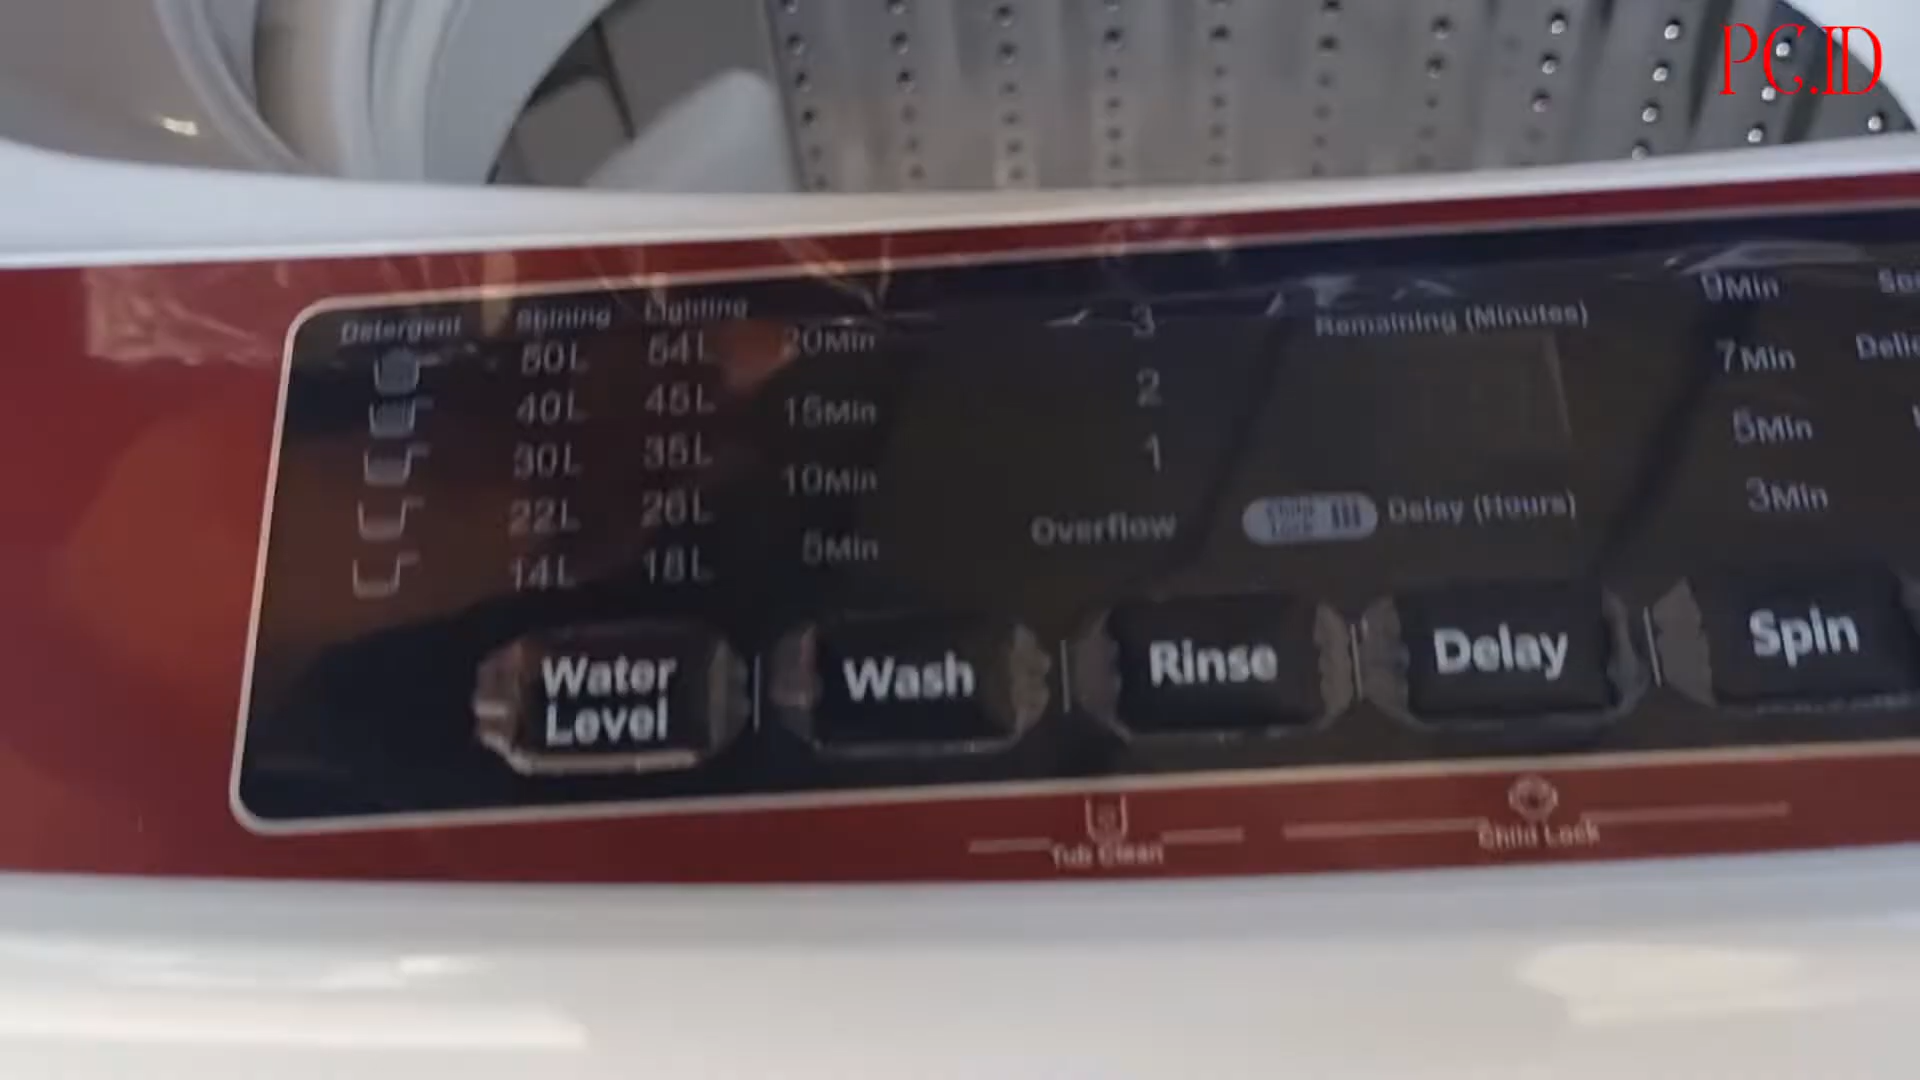 PC.ID
Detergent Shining Lighting
50L 54L 20Min 3 Remaining (Minutes) 9Min
40L 45L 15Min 2 7Min
30L 35L 10Min 1 5Min
22L 26L Overflow Delay (Hours) 3Min
14L 18L 5Min
Water Level
Wash
Rinse
Delay
Spin
Tub Clean
Child Lock